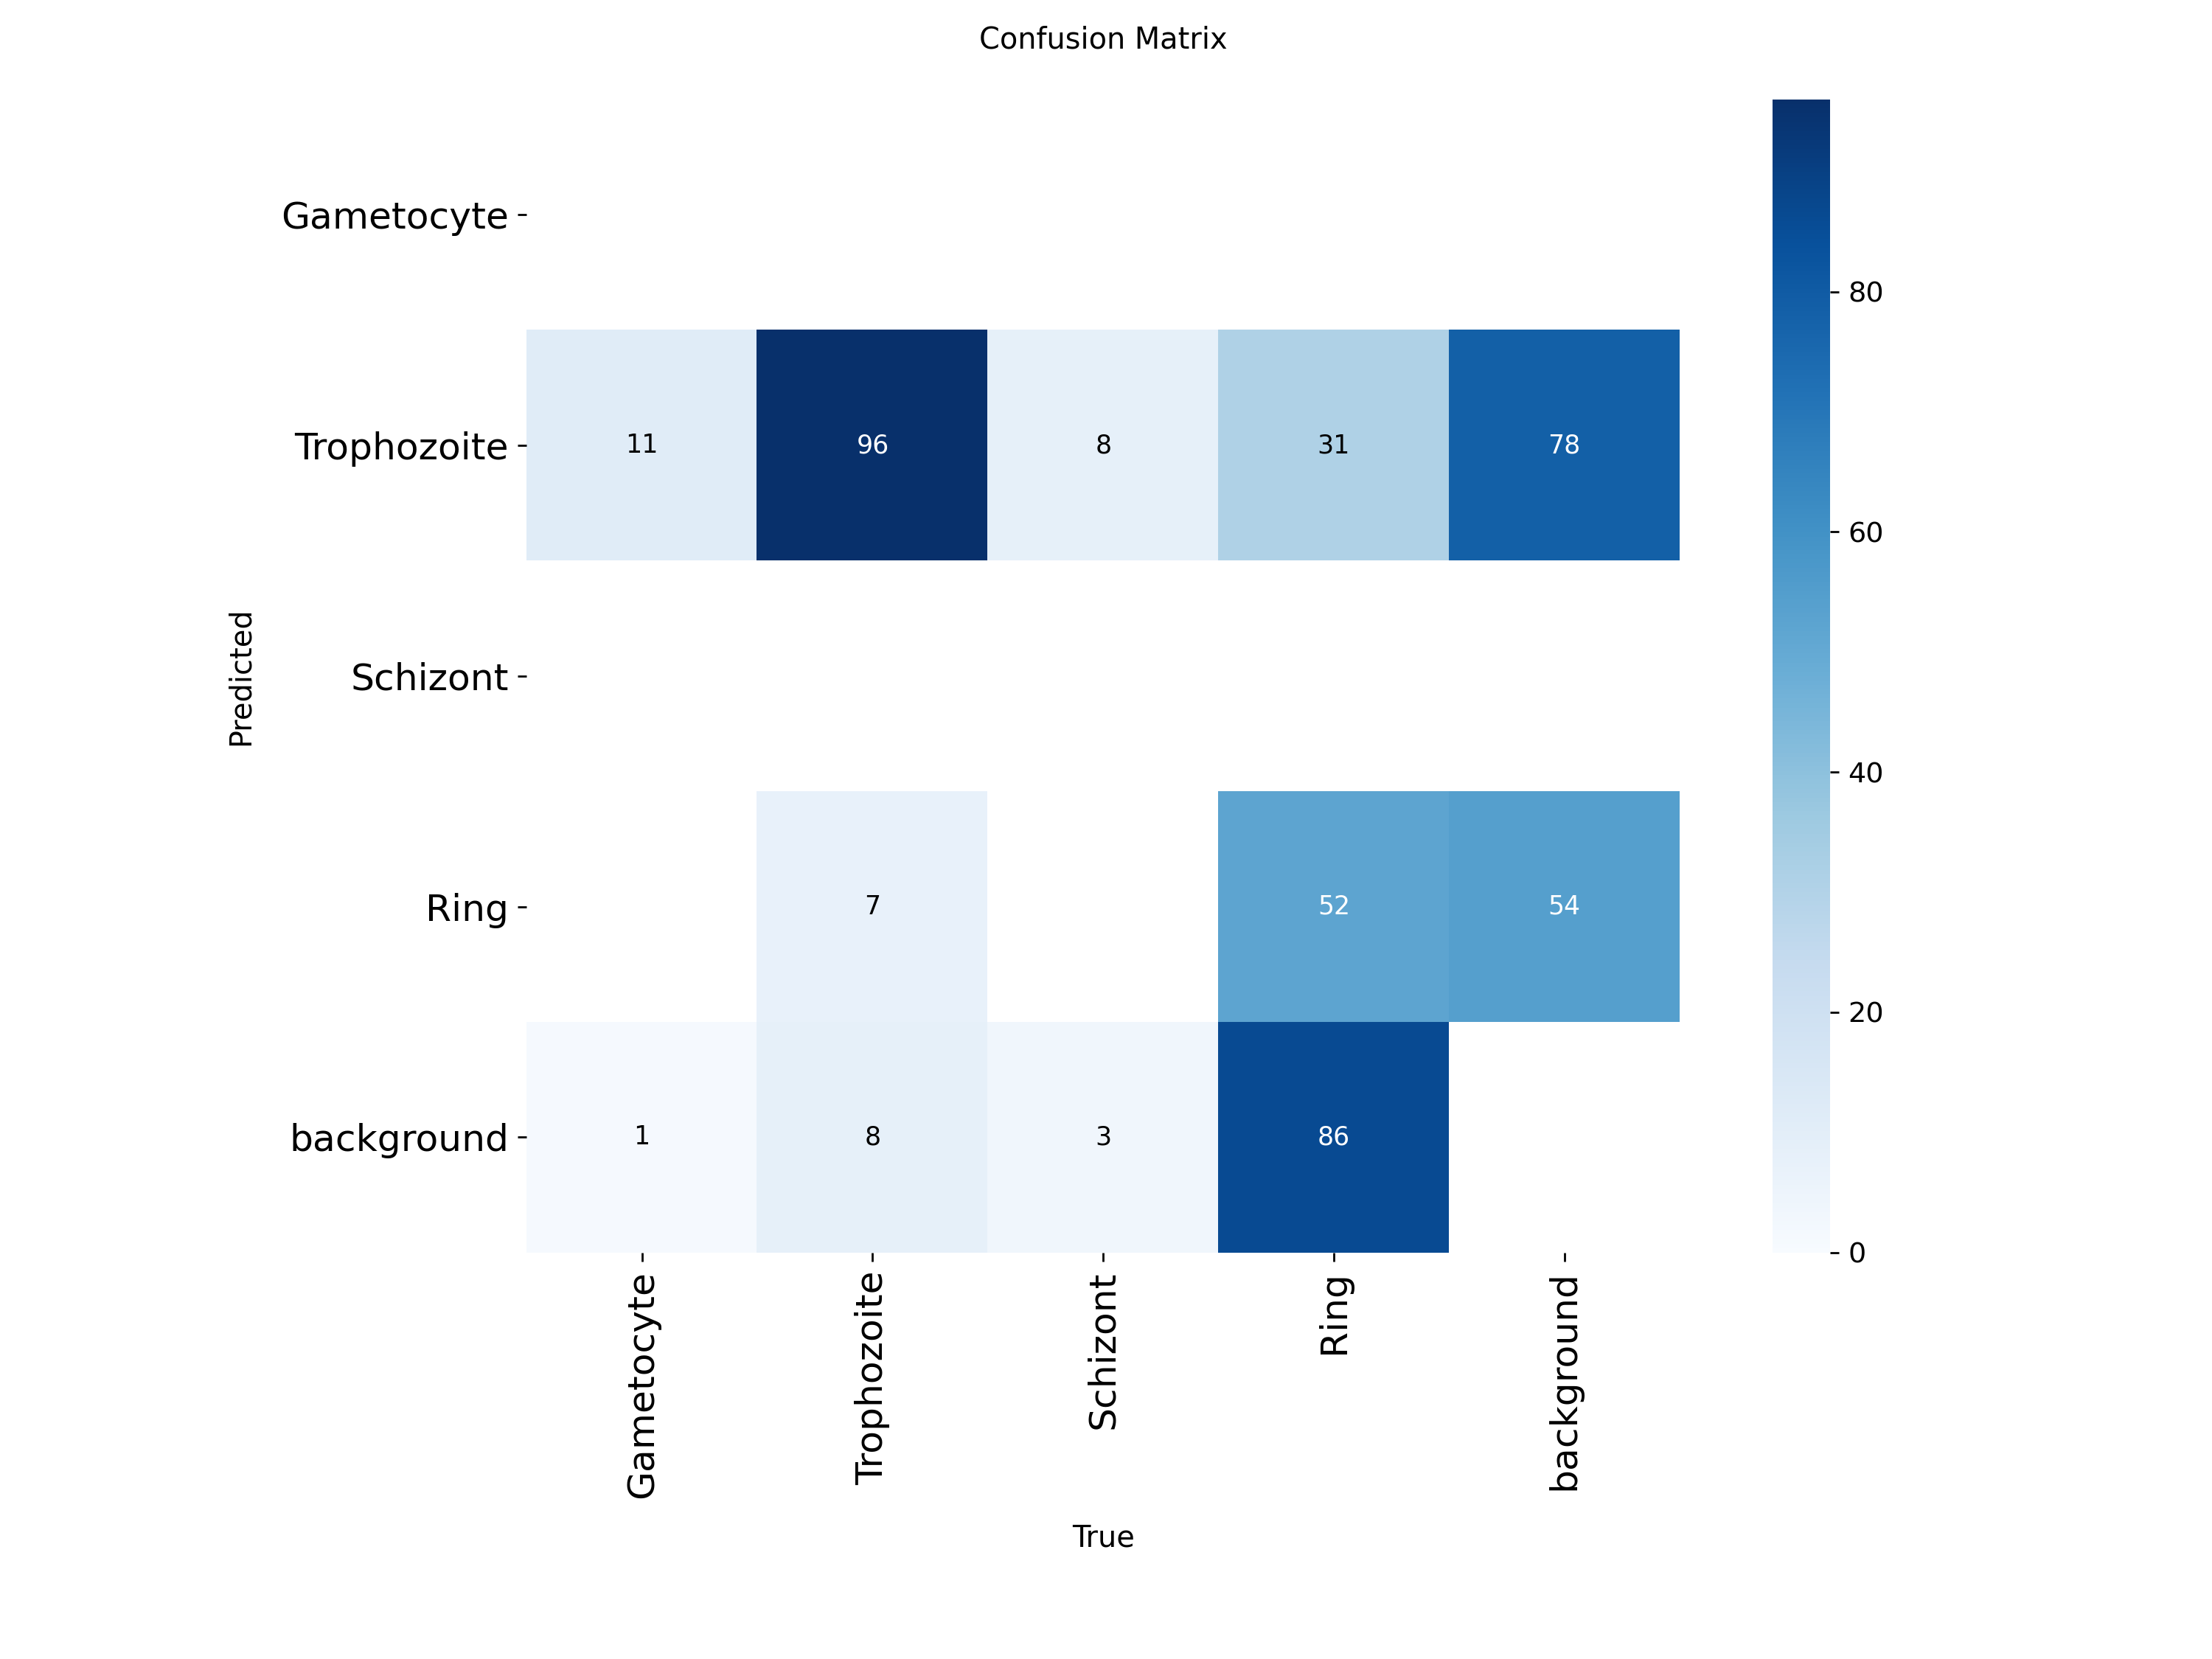 Confusion Matrix
Gametocyte
Trophozoite
Schizont
Ring
background
Predicted
11 96 8 31 78
7 52 54
1 8 3 86
80
60
40
20
0
Gametocyte
Trophozoite
Schizont
Ring
background
True